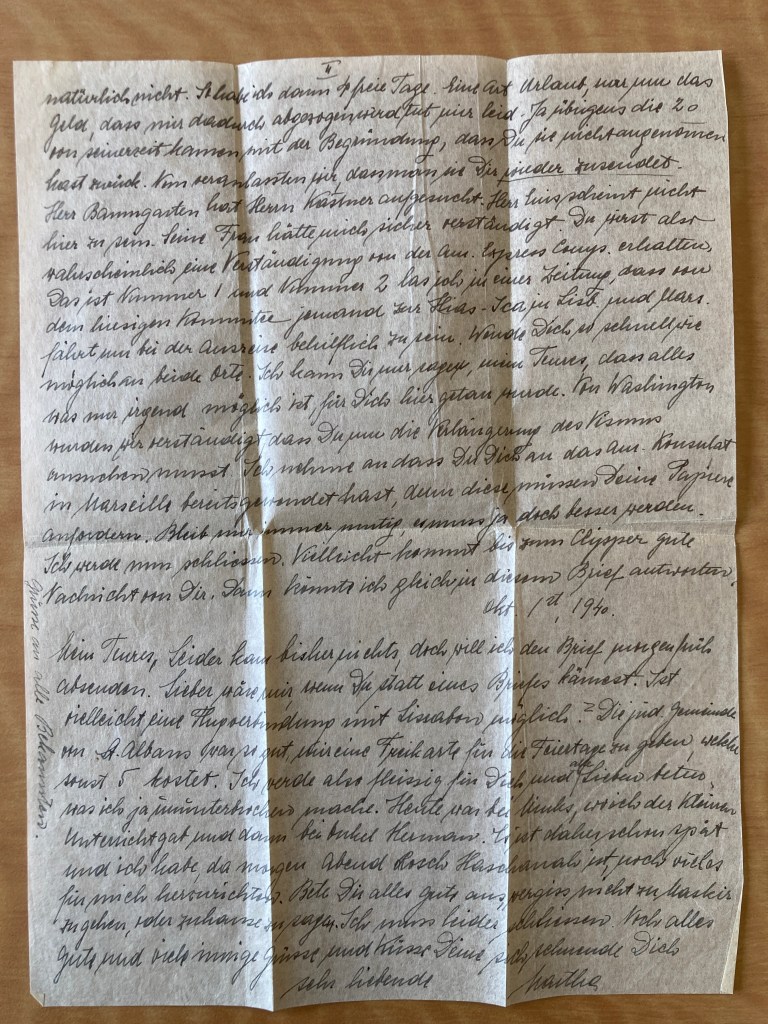 II
natürlich nicht. So habe ich dann 4 freie Tage. Eine Art Urlaub, nur um das
Geld, dass mir dadurch abgezogen wird tut mir leid. Ja übrigens die 20
von seinerzeit kamen mit der Begründung, dass Du sie nicht angenommen
hast zurück. Nun veranlassten wir, dass man sie Dir wieder zusendet.
Herr Baumgarten hat Herrn Kästner aufgesucht. Herr scheint nicht
hier zu sein. Seine Frau hätte mich sicher verständigt. Du wirst also
wahrscheinlich eine Verständigung von der Am. Express Comp. erhalten,
Das ist Nummer 1 und Nummer 2 las ich in einer Zeitung, dass von
dem hiesigen Kommitee jemand zur Hias-Ica in Lisb. und Mars.
fährt um bei der Ausreise behilflich zu sein. Wende Dich so schnell wie
möglich an beide Orte. Ich kann Dir nur sagen, mein Teures, dass alles
was nur irgend möglich ist, für Dich hier getan wurde. Von Washington
wurden wir verständigt, dass Du um die Verlängerung des Visums
ansuchen musst. Ich nehme an dass Du Dich an das am. Konsulat
in Marseille bereits gewendet hast, denn diese müssen Deine Papiere
anfordern. Bleib nur immer mutig, es muss ja doch besser werden.
Ich werde nun schliessen. Vielleicht kommt bis zum Clipper gute
Nachricht von Dir. Dann könnte ich gleich in diesem Brief antworten.
Okt. 1st, 1940.
Mein Teures, Leider kam bisher nichts, doch will ich den Brief morgen früh
absenden. Lieber wäre mir, wenn Du statt eines Briefes kämest. Ist
vielleicht eine Flugverbindung mit Lissabon möglich? Die jüd. Gemeinde
von St. Albans war so gut, mir eine Freikarte für die Feiertage zu geben, welche
sonst 5 kostet. Ich werde also fleissig für Dich und alle Lieben beten
was ich ja ununterbrochen mache. Heute war bei wo ich der Kleinen
Unterricht gab und dann bei Onkel Herman. Es ist daher schon spät
und ich habe da morgen Abend Rosch Haschanah ist, noch vieles
für mich herzurichten. Bete Dir alles gute aus, vergiss nicht zu Maskir
zu gehen, oder zuhause zu sagen. Ich muss leider schliessen. Noch alles
gute und viele innige Grüsse und Küsse Deine sich sehnende Dich
sehr liebende Martha
Grüsse an alle Bekannten.